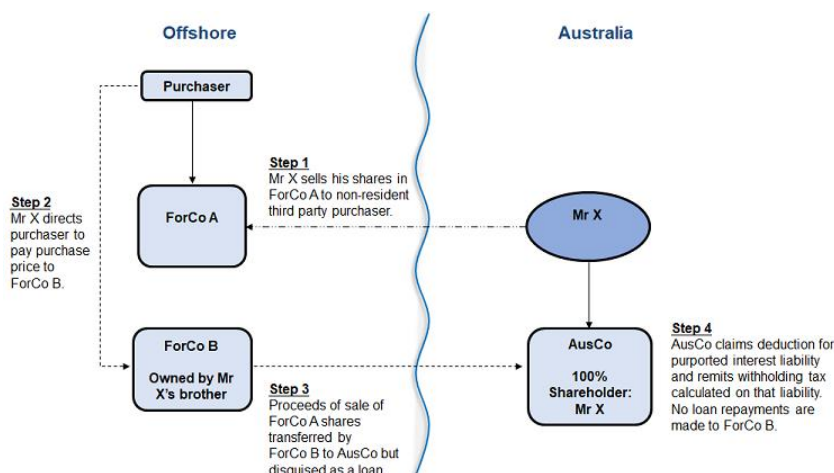 Offshore
Australia
Purchaser
Step 1
Mr X sells his shares in
ForCo A to non-resident
third party purchaser.
Step 2
Mr X directs
purchaser to
pay purchase
price to
ForCo B.
ForCo A
Mr X
ForCo B
Owned by Mr
X's brother
Step 3
Proceeds of sale of
ForCo A shares
transferred by
ForCo B to AusCo but
disguised as a loan
AusCo
100%
Shareholder:
Mr X
Step 4
AusCo claims deduction for
purported interest liability
and remits withholding tax
calculated on that liability.
No loan repayments are
made to ForCo B.